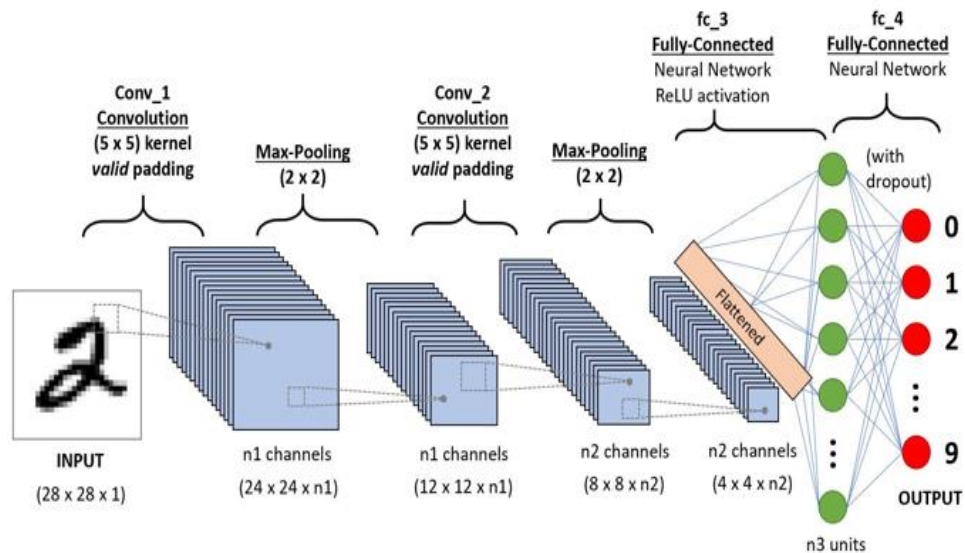 fc_3
Fully-Connected
Neural Network
ReLU activation
fc_4
Fully-Connected
Neural Network
Conv_1
Convolution
(5 x 5) kernel
valid padding
Max-Pooling
(2 x 2)
Conv_2
Convolution
(5 x 5) kernel
valid padding
Max-Pooling
(2 x 2)
(with
dropout)
Flattened
0
1
2
9
INPUT
(28 x 28 x 1)
n1 channels
(24 x 24 x n1)
n1 channels
(12 x 12 x n1)
n2 channels
(8 x 8 x n2)
n2 channels
(4 x 4 x n2)
OUTPUT
n3 units